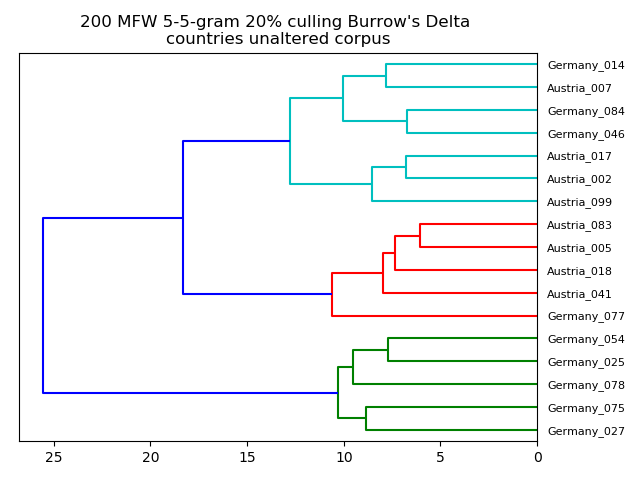 200 MFW 5-5-gram 20% culling Burrow's Delta
countries unaltered corpus
Germany_014
Austria_007
Germany_084
Germany_046
Austria_017
Austria_002
Austria_099
Austria_083
Austria_005
Austria_018
Austria_041
Germany_077
Germany_054
Germany_025
Germany_078
Germany_075
Germany_027
25 20 15 10 5 0